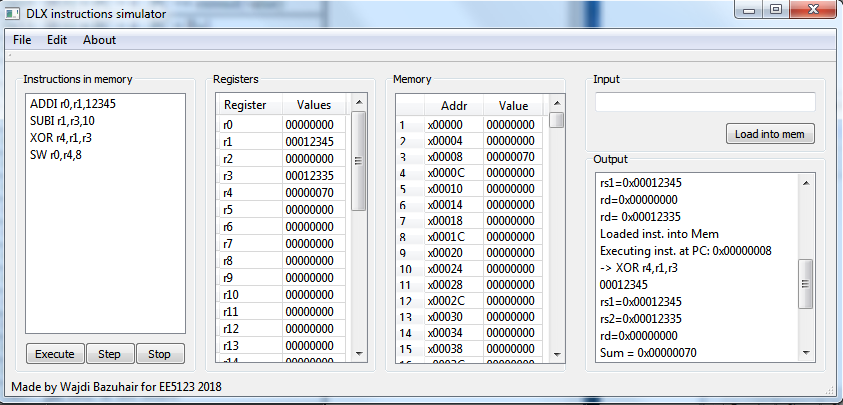 DLX instructions simulator
File Edit About
Instructions in memory
ADDI r0,r1,12345
SUBI r1,r3,10
XOR r4,r1,r3
SW r0,r4,8
Execute Step Stop
Registers
Register Values
r0 00000000
r1 00012345
r2 00000000
r3 00012335
r4 00000070
r5 00000000
r6 00000000
r7 00000000
r8 00000000
r9 00000000
r10 00000000
r11 00000000
r12 00000000
r13 00000000
r14 00000000
Memory
Addr Value
1 x00000 00000000
2 x00004 00000000
3 x00008 00000070
4 x0000C 00000000
5 x00010 00000000
6 x00014 00000000
7 x00018 00000000
8 x0001C 00000000
9 x00020 00000000
10 x00024 00000000
11 x00028 00000000
12 x0002C 00000000
13 x00030 00000000
14 x00034 00000000
15 x00038 00000000
16 x0003C 00000000
Input
Load into mem
Output
rs1=0x00012345
rd=0x00000000
rd= 0x00012335
Loaded inst. into Mem
Executing inst. at PC: 0x00000008
-> XOR r4,r1,r3
00012345
rs1=0x00012345
rs2=0x00012335
rd=0x00000000
Sum = 0x00000070
Made by Wajdi Bazuhair for EE5123 2018